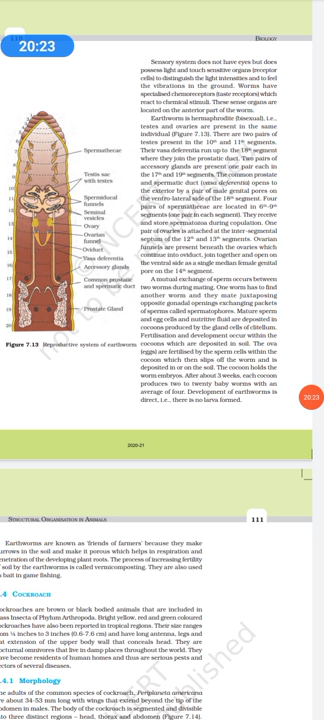 20:23
BIOLOGY
Sensory system does not have eyes but does
possess light and touch sensitive organs (receptor
cells) to distinguish the light intensities and to feel
the vibrations in the ground. Worms have
specialised chemoreceptors (taste receptors) which
react to chemical stimuli. These sense organs are
located on the anterior part of the worm.
Earthworm is hermaphrodite (bisexual), i.e.,
testes and ovaries are present in the same
individual (Figure 7.13). There are two pairs of
testes present in the 10th and 11th segments.
Their vasa deferentia run up to the 18th segment
where they join the prostatic duct. Two pairs of
accessory glands are present one pair each in
the 17th and 19th segments. The common prostate
and spermatic duct (vasa deferens) opens to
the exterior by a pair of male genital pores on
the ventro-lateral side of the 18th segment. Four
pairs of spermathecae are located in 6th-9th
segments (one pair in each segment). They receive
and store spermatozoa during copulation. One
pair of ovaries is attached at the inter-segmental
septum of the 12th and 13th segments. Ovarian
funnels are present beneath the ovaries which
continue into oviduct, join together and open on
the ventral side as a single median female genital
pore on the 14th segment.
A mutual exchange of sperm occurs between
two worms during mating. One worm has to find
another worm and they mate juxtaposing
opposite gonadal openings exchanging packets
of sperms called spermatophores. Mature sperm
and egg cells and nutritive fluid are deposited in
cocoons produced by the gland cells of clitellum.
Fertilisation and development occur within the
cocoons which are deposited in soil. The ova
(eggs) are fertilised by the sperm cells within the
cocoon which then slips off the worm and is
deposited in or on the soil. The cocoon holds the
worm embryos. After about 3 weeks, each cocoon
produces two to twenty baby worms with an
average of four. Development of earthworms is
direct, i.e., there is no larva formed.
Spermathecae
Testis sac
with testes
Spermiducal
funnels
Seminal
vesicles
Ovary
Ovarian
funnel
Oviduct
Vasa deferentia
Accessory glands
Common prostate
and spermatic duct
Prostate Gland
Figure 7.13 Reproductive system of earthworm
20:23
2020-21
STRUCTURAL ORGANISATION IN ANIMALS
111
Earthworms are known as 'friends of farmers' because they make
urrows in the soil and make it porous which helps in respiration and
enetration of the developing plant roots. The process of increasing fertility
f soil by the earthworms is called vermicomposting. They are also used
s bait in game fishing.
.4 COCKROACH
ockroaches are brown or black bodied animals that are included in
lass Insecta of Phylum Arthropoda. Bright yellow, red and green coloured
ockroaches have also been reported in tropical regions. Their size ranges
om ¼ inches to 3 inches (0.6-7.6 cm) and have long antenna, legs and
at extension of the upper body wall that conceals head. They are
octurnal omnivores that live in damp places throughout the world. They
ave become residents of human homes and thus are serious pests and
ectors of several diseases.
.4.1 Morphology
he adults of the common species of cockroach, Periplaneta americana
re about 34-53 mm long with wings that extend beyond the tip of the
bdomen in males. The body of the cockroach is segmented and divisible
nto three distinct regions – head, thorax and abdomen (Figure 7.14).